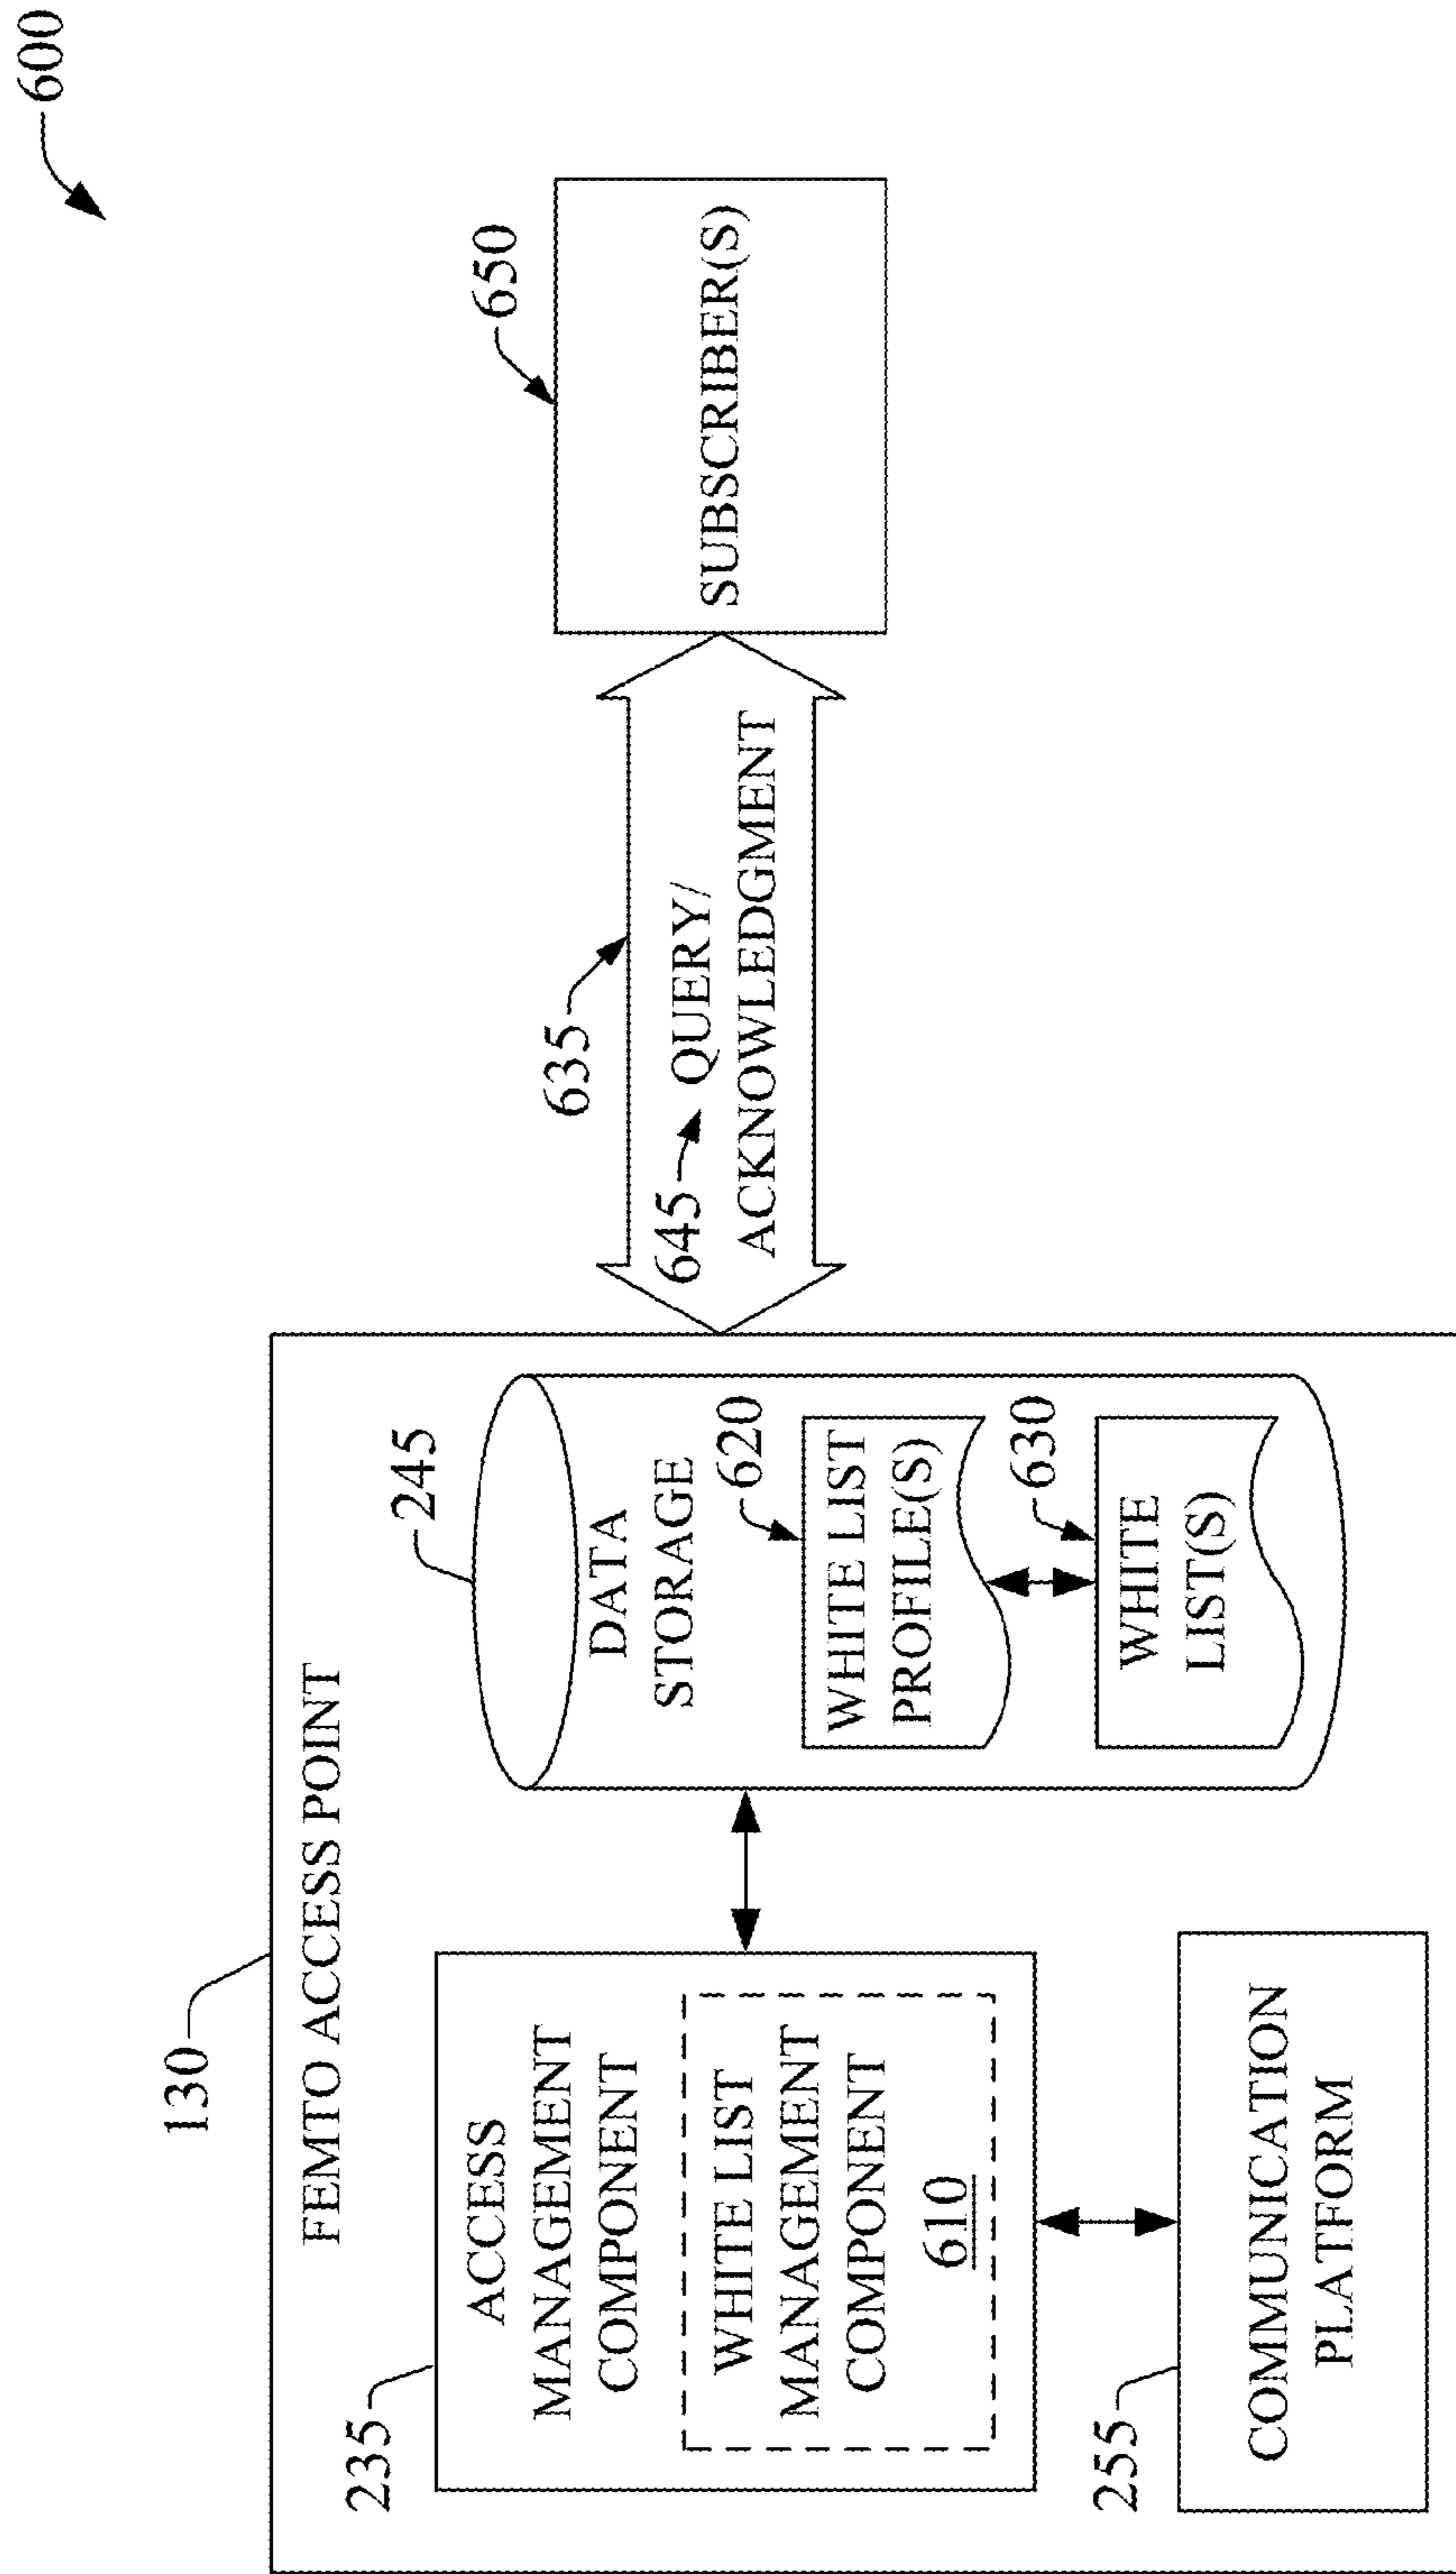 600
130
FEMTO ACCESS POINT
235
ACCESS
MANAGEMENT
COMPONENT
WHITE LIST
MANAGEMENT
COMPONENT
610
255
COMMUNICATION
PLATFORM
245
DATA
STORAGE
620
WHITE LIST
PROFILE(S)
630
WHITE
LIST(S)
635
645
QUERY/
ACKNOWLEDGMENT
650
SUBSCRIBER(S)